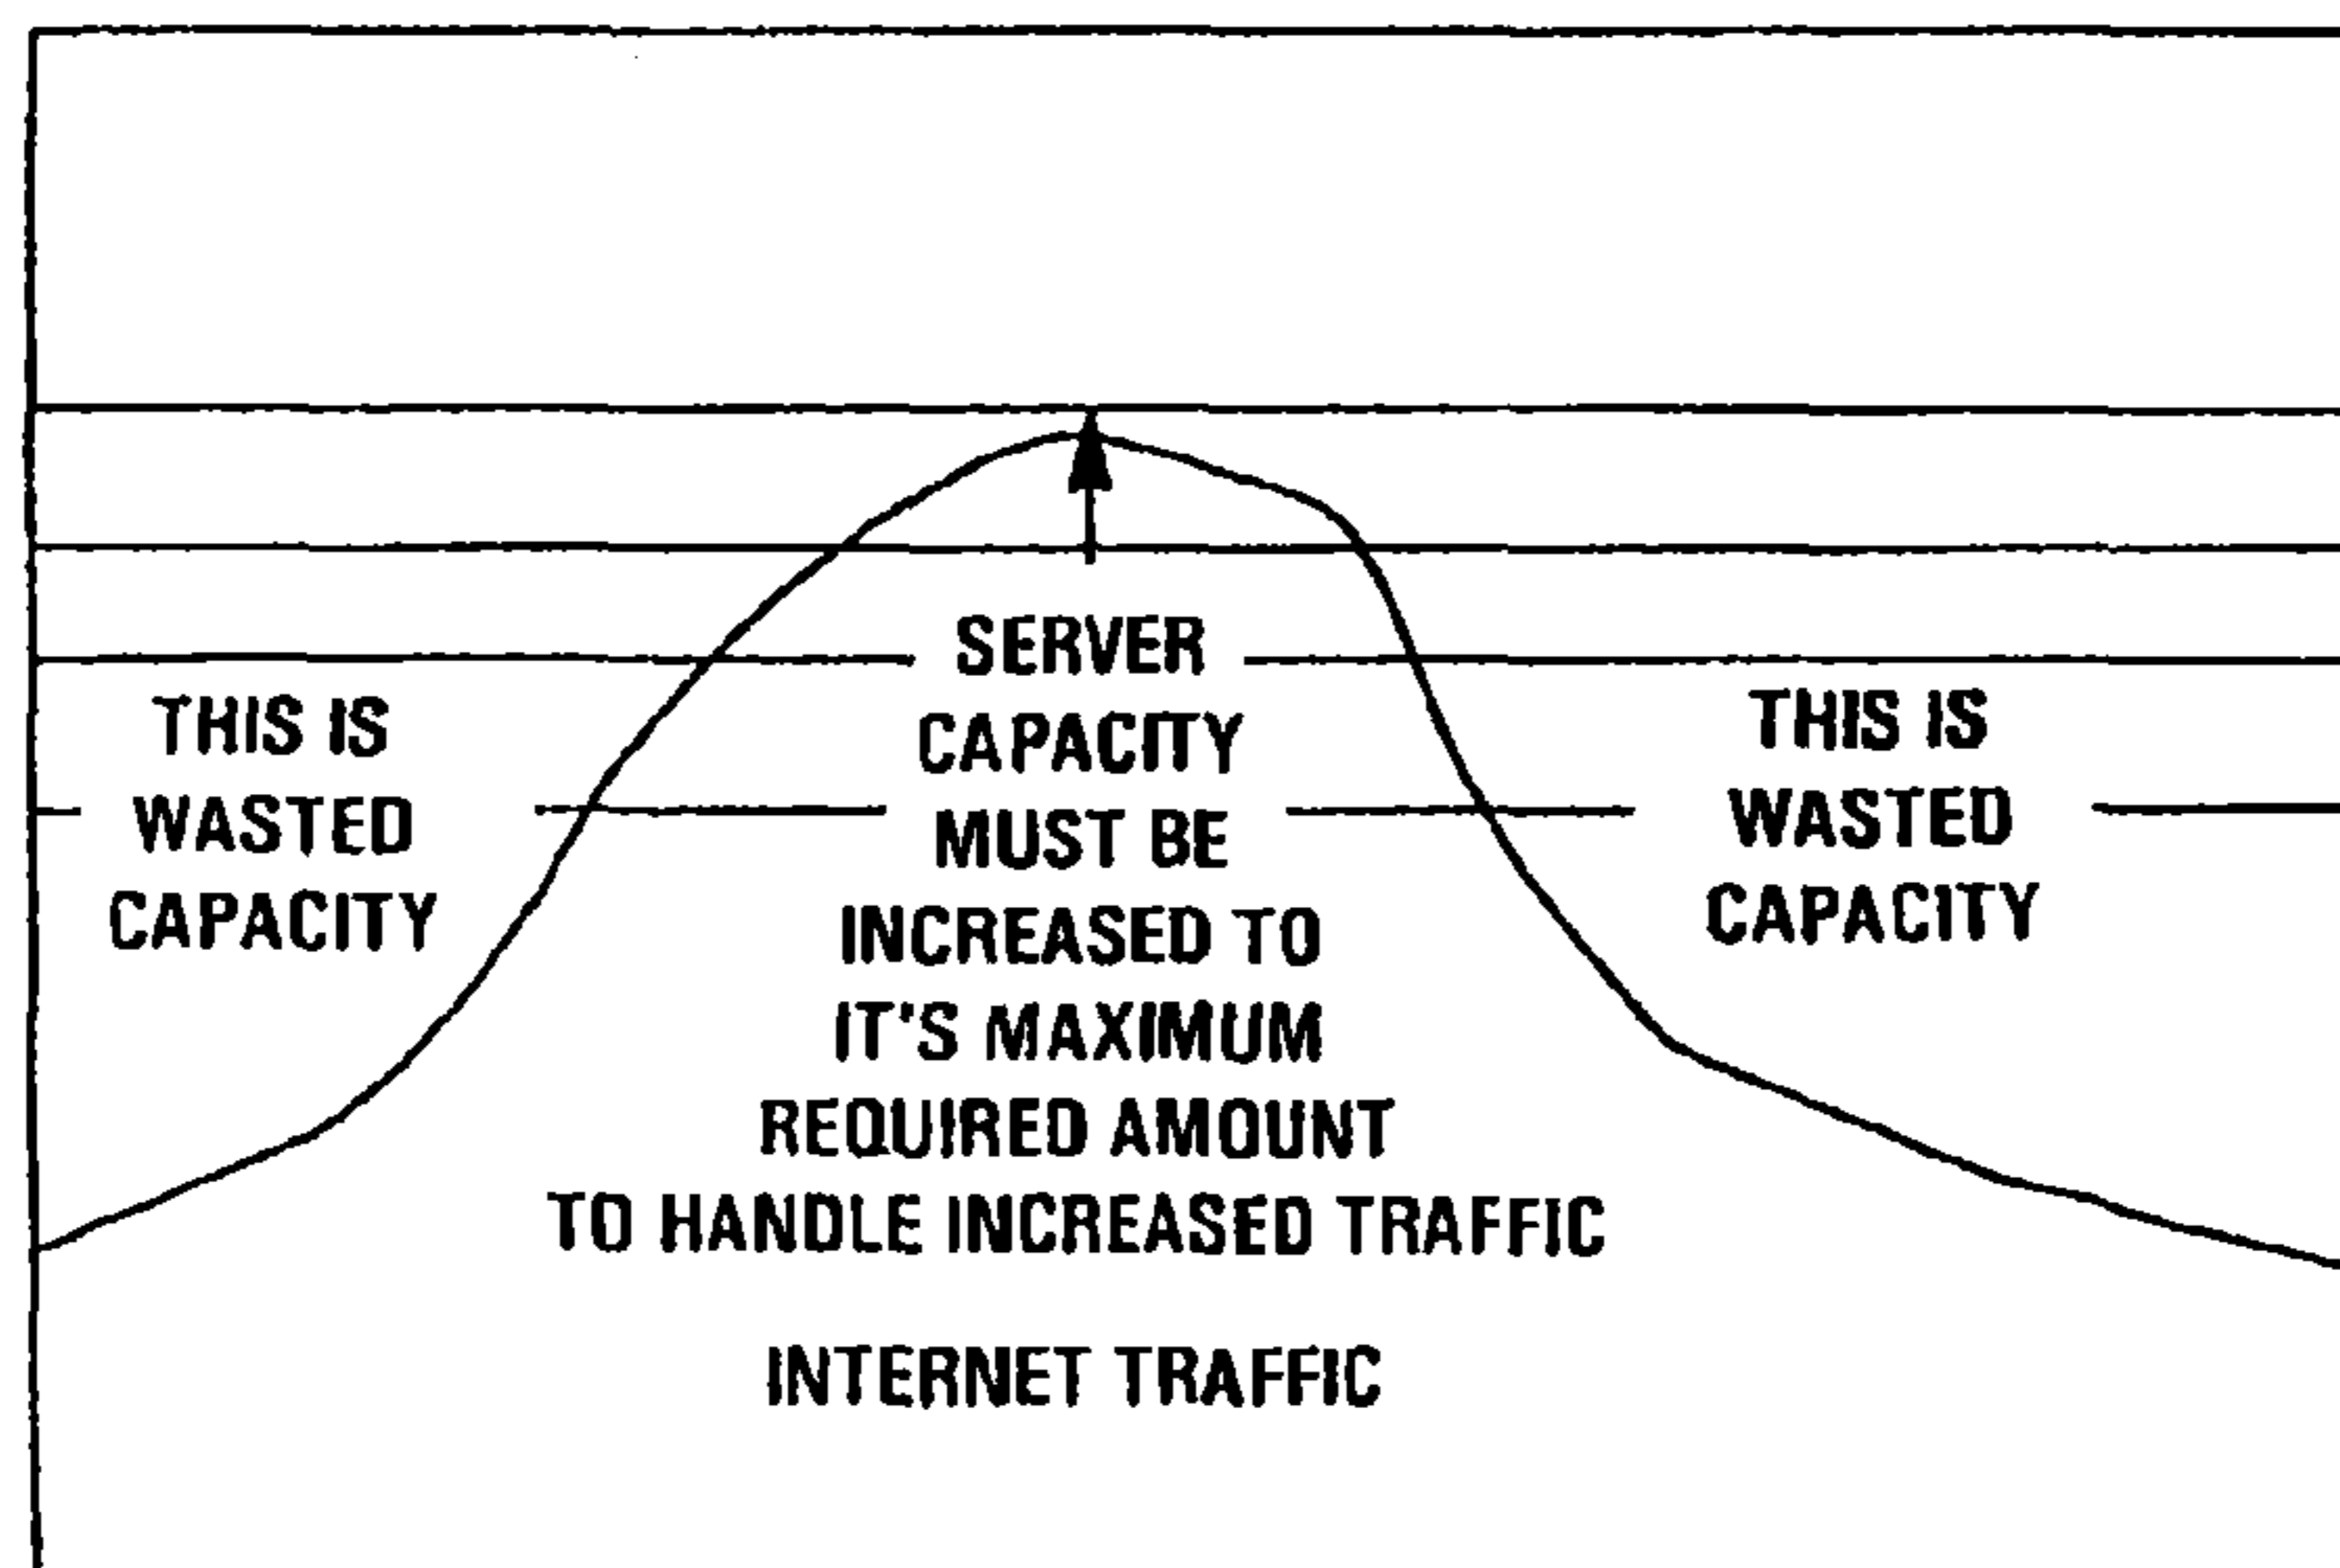 THIS IS
WASTED
CAPACITY
SERVER
CAPACITY
MUST BE
INCREASED TO
IT'S MAXIMUM
REQUIRED AMOUNT
TO HANDLE INCREASED TRAFFIC
THIS IS
WASTED
CAPACITY
INTERNET TRAFFIC